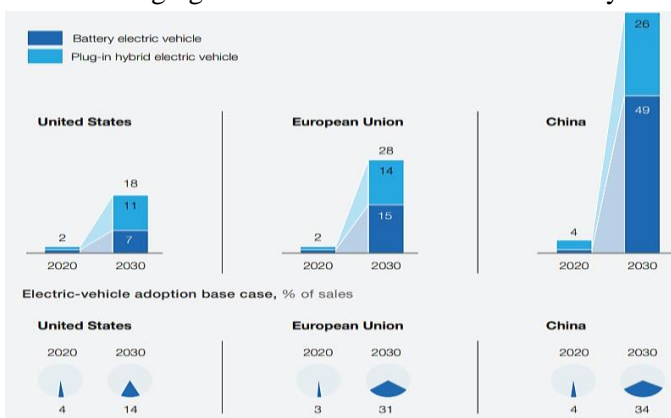 Battery electric vehicle
Plug-in hybrid electric vehicle
United States
18
11
2
7
2020 2030
European Union
28
14
2
15
2020 2030
China
26
49
4
2020 2030
Electric-vehicle adoption base case, % of sales
United States European Union China
2020 2030 2020 2030 2020 2030
4 14 3 31 4 34